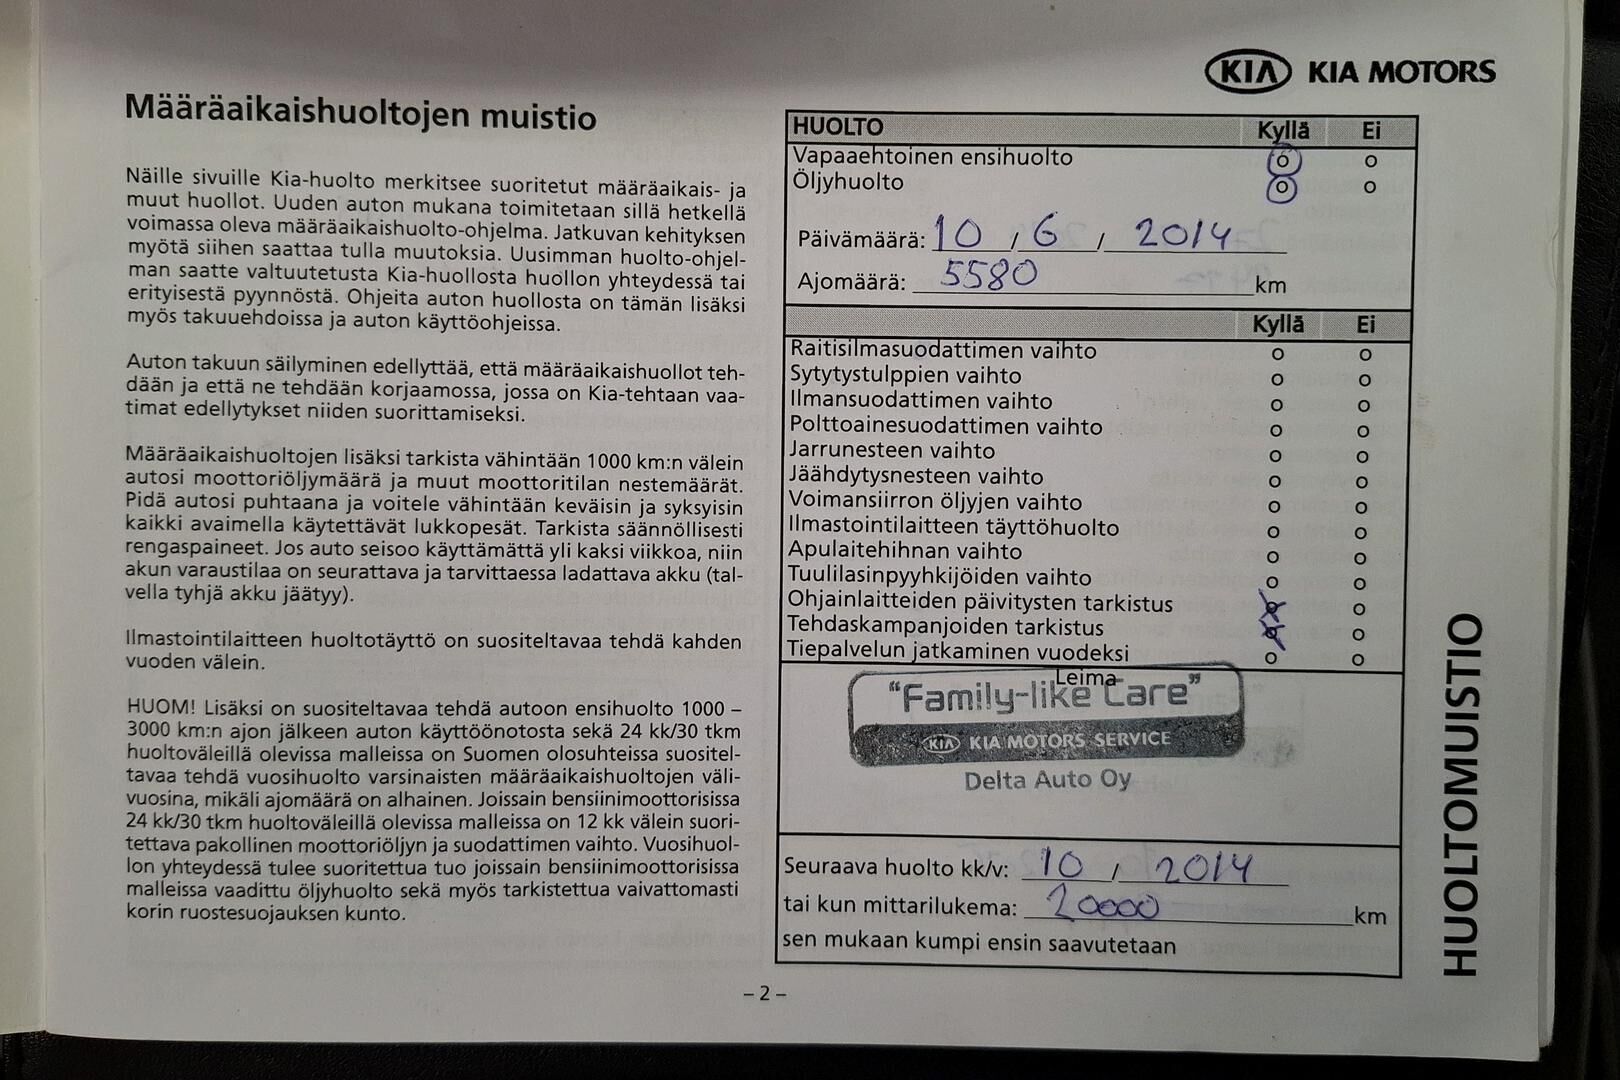 KIA KIA MOTORS
Määräaikaishuoltojen muistio
Näille sivuille Kia-huolto merkitsee suoritetut määräaikais- ja
muut huollot. Uuden auton mukana toimitetaan sillä hetkellä
voimassa oleva määräaikaishuolto-ohjelma. Jatkuvan kehityksen
myötä siihen saattaa tulla muutoksia. Uusimman huolto-ohjel-
man saatte valtuutetusta Kia-huollosta huollon yhteydessä tai
erityisestä pyynnöstä. Ohjeita auton huollosta on tämän lisäksi
myös takuuehdoissa ja auton käyttöohjeissa.
Auton takuun säilyminen edellyttää, että määräaikaishuollot teh-
dään ja että ne tehdään korjaamossa, jossa on Kia-tehtaan vaa-
timat edellytykset niiden suorittamiseksi.
Määräaikaishuoltojen lisäksi tarkista vähintään 1000 km:n välein
autosi moottoriöljymäärä ja muut moottoritilan nestemäärät.
Pidä autosi puhtaana ja voitele vähintään keväisin ja syksyisin
kaikki avaimella käytettävät lukkopesät. Tarkista säännöllisesti
rengaspaineet. Jos auto seisoo käyttämättä yli kaksi viikkoa, niin
akun varaustilaa on seurattava ja tarvittaessa ladattava akku (tal-
vella tyhjä akku jäätyy).
Ilmastointilaitteen huoltotäyttö on suositeltavaa tehdä kahden
vuoden välein.
HUOM! Lisäksi on suositeltavaa tehdä autoon ensihuolto 1000 –
3000 km:n ajon jälkeen auton käyttöönotosta sekä 24 kk/30 tkm
huoltoväleillä olevissa malleissa on Suomen olosuhteissa suositel-
tavaa tehdä vuosihuolto varsinaisten määräaikaishuoltojen väli-
vuosina, mikäli ajomäärä on alhainen. Joissain bensiinimoottorisissa
24 kk/30 tkm huoltoväleillä olevissa malleissa on 12 kk välein suori-
tettava pakollinen moottoriöljyn ja suodattimen vaihto. Vuosihuol-
lon yhteydessä tulee suoritettua tuo joissain bensiinimoottorisissa
malleissa vaadittu öljyhuolto sekä myös tarkistettua vaivattomasti
korin ruostesuojauksen kunto.
HUOLTO Kyllä Ei
Vapaaehtoinen ensihuolto o o
Öljyhuolto o o
Päivämäärä: 10 / 6 / 2014
Ajomäärä: 5580 km
Kyllä Ei
Raitisilmasuodattimen vaihto o o
Sytytystulppien vaihto o o
Ilmansuodattimen vaihto o o
Polttoainesuodattimen vaihto o o
Jarrunesteen vaihto o o
Jäähdytysnesteen vaihto o o
Voimansiirron öljyjen vaihto o o
Ilmastointilaitteen täyttöhuolto o o
Apulaitehihnan vaihto o o
Tuulilasinpyyhkijöiden vaihto o o
Ohjainlaitteiden päivitysten tarkistus x o
Tehdaskampanjoiden tarkistus x o
Tiepalvelun jatkaminen vuodeksi o o
Leima
"Family-like Care"
KIA KIA MOTORS SERVICE
Delta Auto Oy
Seuraava huolto kk/v: 10 / 2014
tai kun mittarilukema: 20000 km
sen mukaan kumpi ensin saavutetaan
– 2 –
HUOLTOMUISTIO